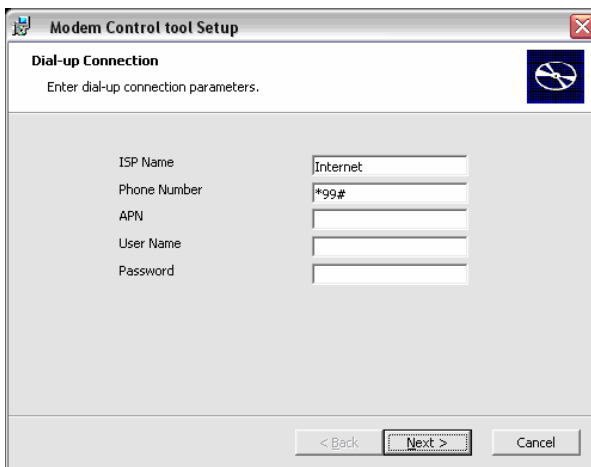 Modem Control tool Setup
Dial-up Connection
Enter dial-up connection parameters.
ISP Name Internet
Phone Number *99#
APN
User Name
Password
< Back Next > Cancel